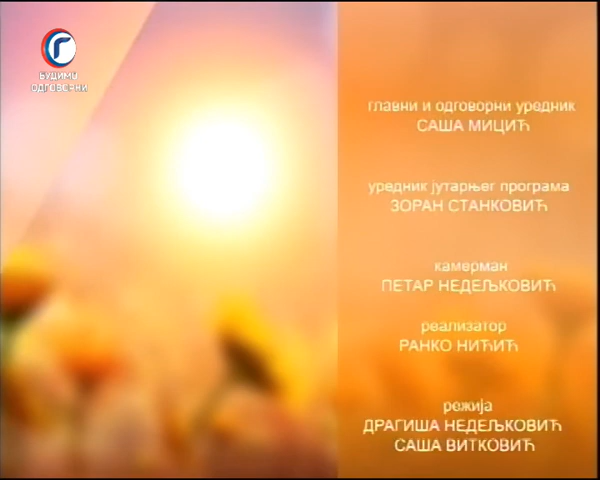 Г
БУДИМО
ОДГОВОРНИ
главни и одговорни уредник
САША МИЦИЋ
уредник јутарњег програма
ЗОРАН СТАНКОВИЋ
камерман
ПЕТАР НЕДЕЉКОВИЋ
реализатор
РАНКО НИЋИЋ
режија
ДРАГИША НЕДЕЉКОВИЋ
САША ВИТКОВИЋ